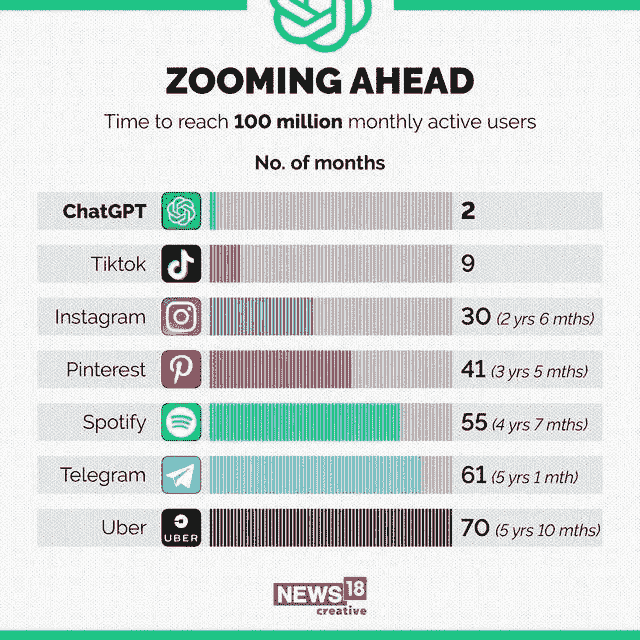 ZOOMING AHEAD
Time to reach 100 million monthly active users
No. of months
ChatGPT 2
Tiktok 9
Instagram 30 (2 yrs 6 mths)
Pinterest 41 (3 yrs 5 mths)
Spotify 55 (4 yrs 7 mths)
Telegram 61 (5 yrs 1 mth)
Uber UBER 70 (5 yrs 10 mths)
NEWS18
creative